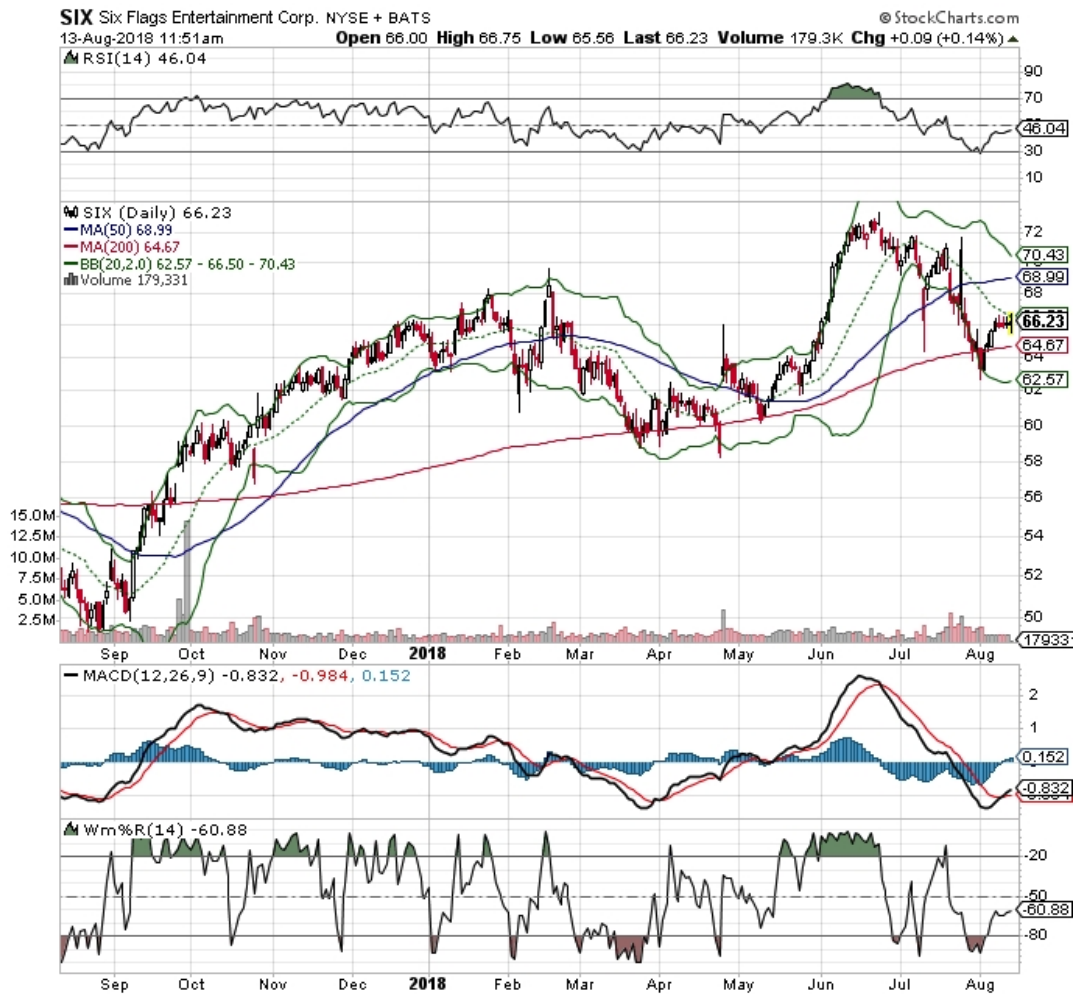 SIX Six Flags Entertainment Corp. NYSE + BATS
© StockCharts.com
13-Aug-2018 11:51am
Open 66.00 High 66.75 Low 65.56 Last 66.23 Volume 179.3K Chg +0.09 (+0.14%)
RSI(14) 46.04
90
70
46.04
30
10
SIX (Daily) 66.23
MA(50) 68.99
MA(200) 64.67
BB(20,2.0) 62.57 - 66.50 - 70.43
Volume 179,331
72
70.43
68.99
68
66.23
64.67
64
62.57
62
60
58
56
54
52
50
17933
15.0M
12.5M
10.0M
7.5M
5.0M
2.5M
Sep Oct Nov Dec 2018 Feb Mar Apr May Jun Jul Aug
MACD(12,26,9) -0.832, -0.984, 0.152
2
1
0.152
-0.832
Wm%R(14) -60.88
-20
-50
-60.88
-80
Sep Oct Nov Dec 2018 Feb Mar Apr May Jun Jul Aug